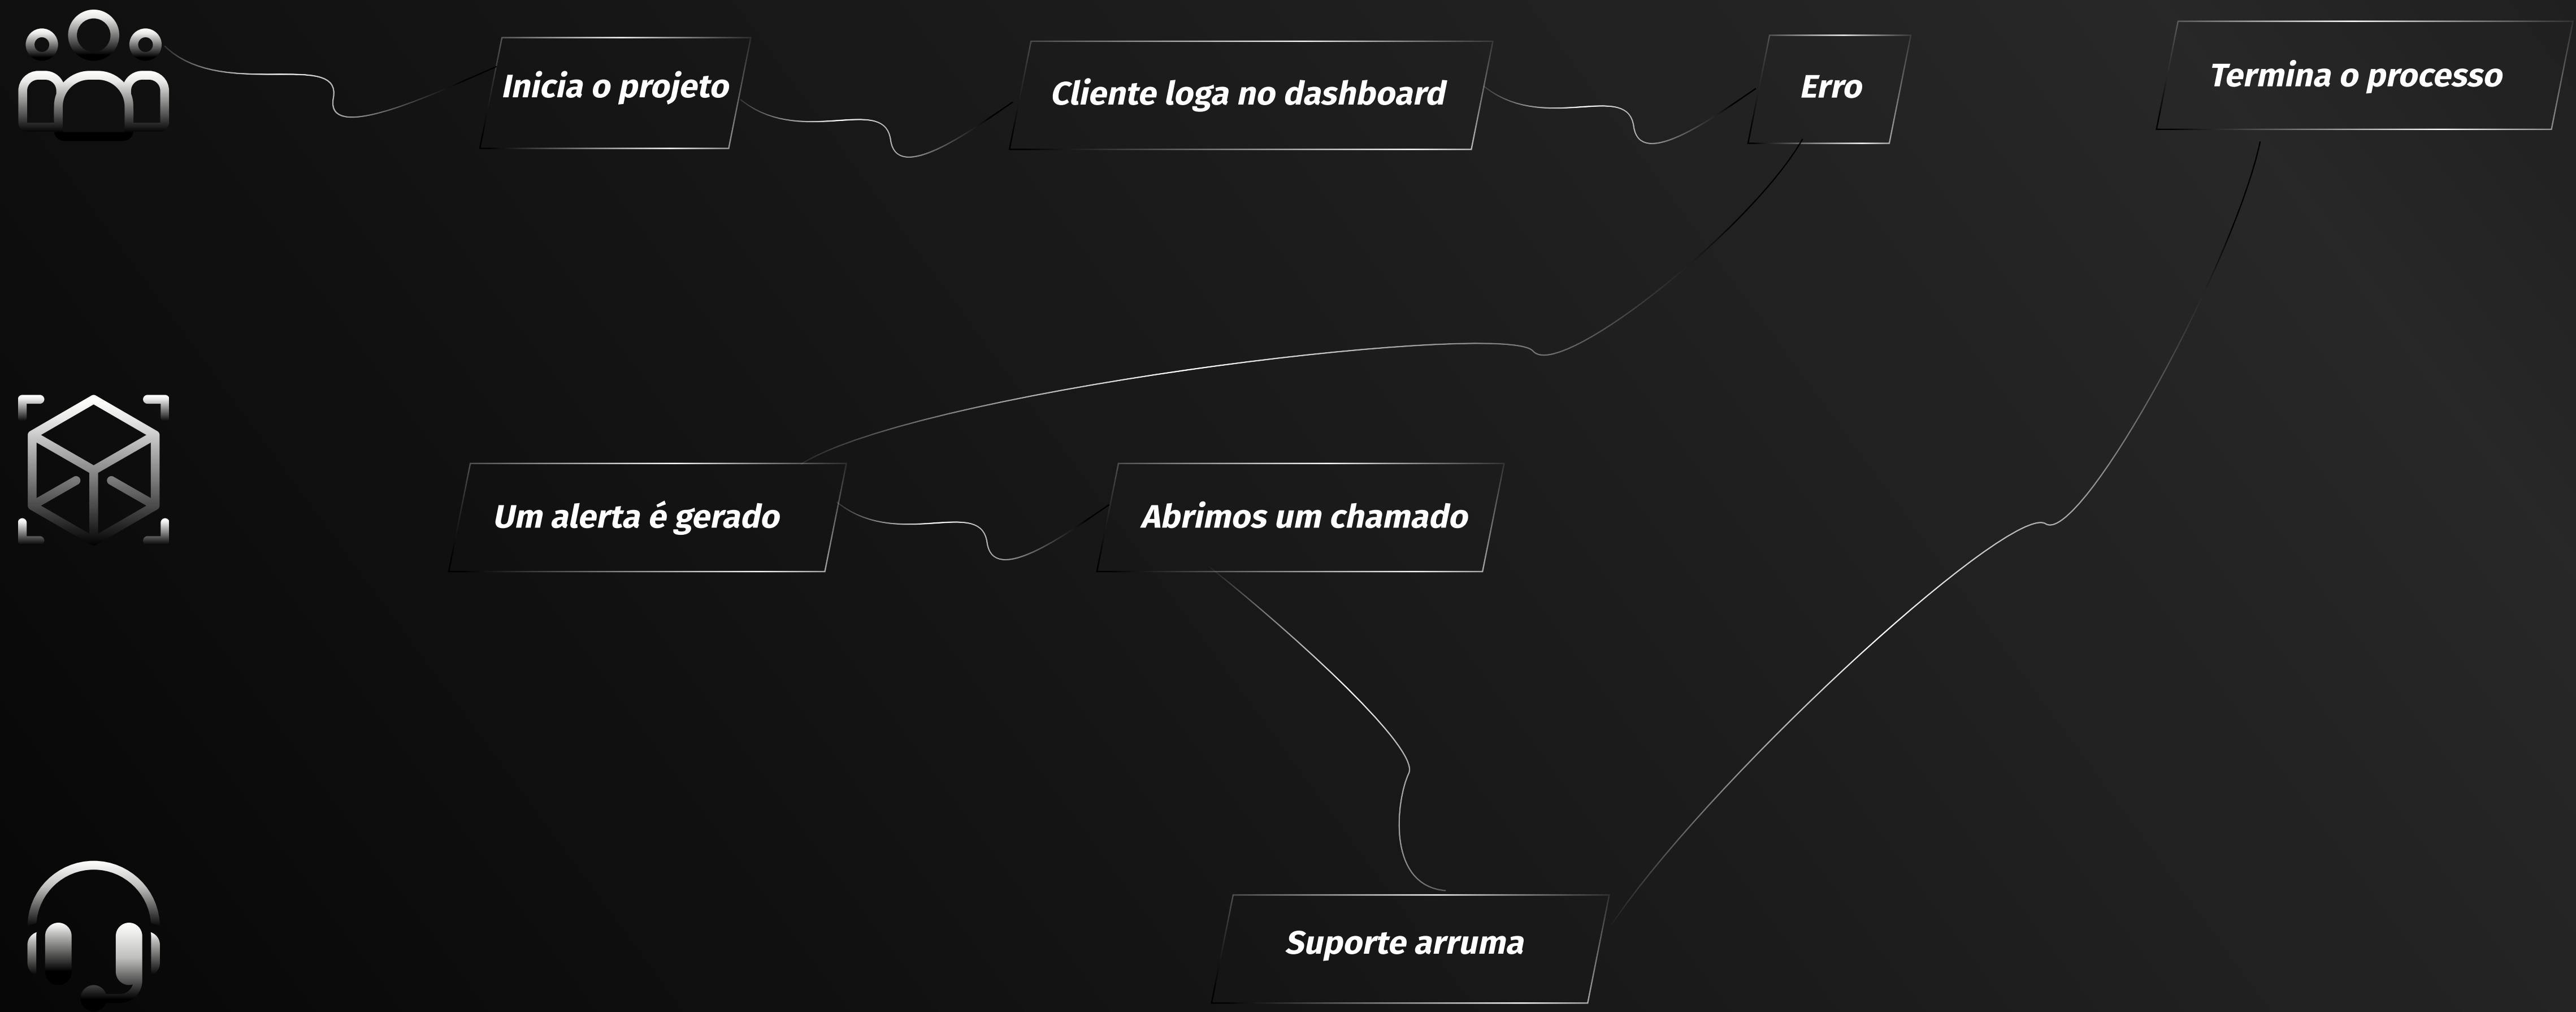 Inicia o projeto
Cliente loga no dashboard
Erro
Termina o processo
Um alerta é gerado
Abrimos um chamado
Suporte arruma